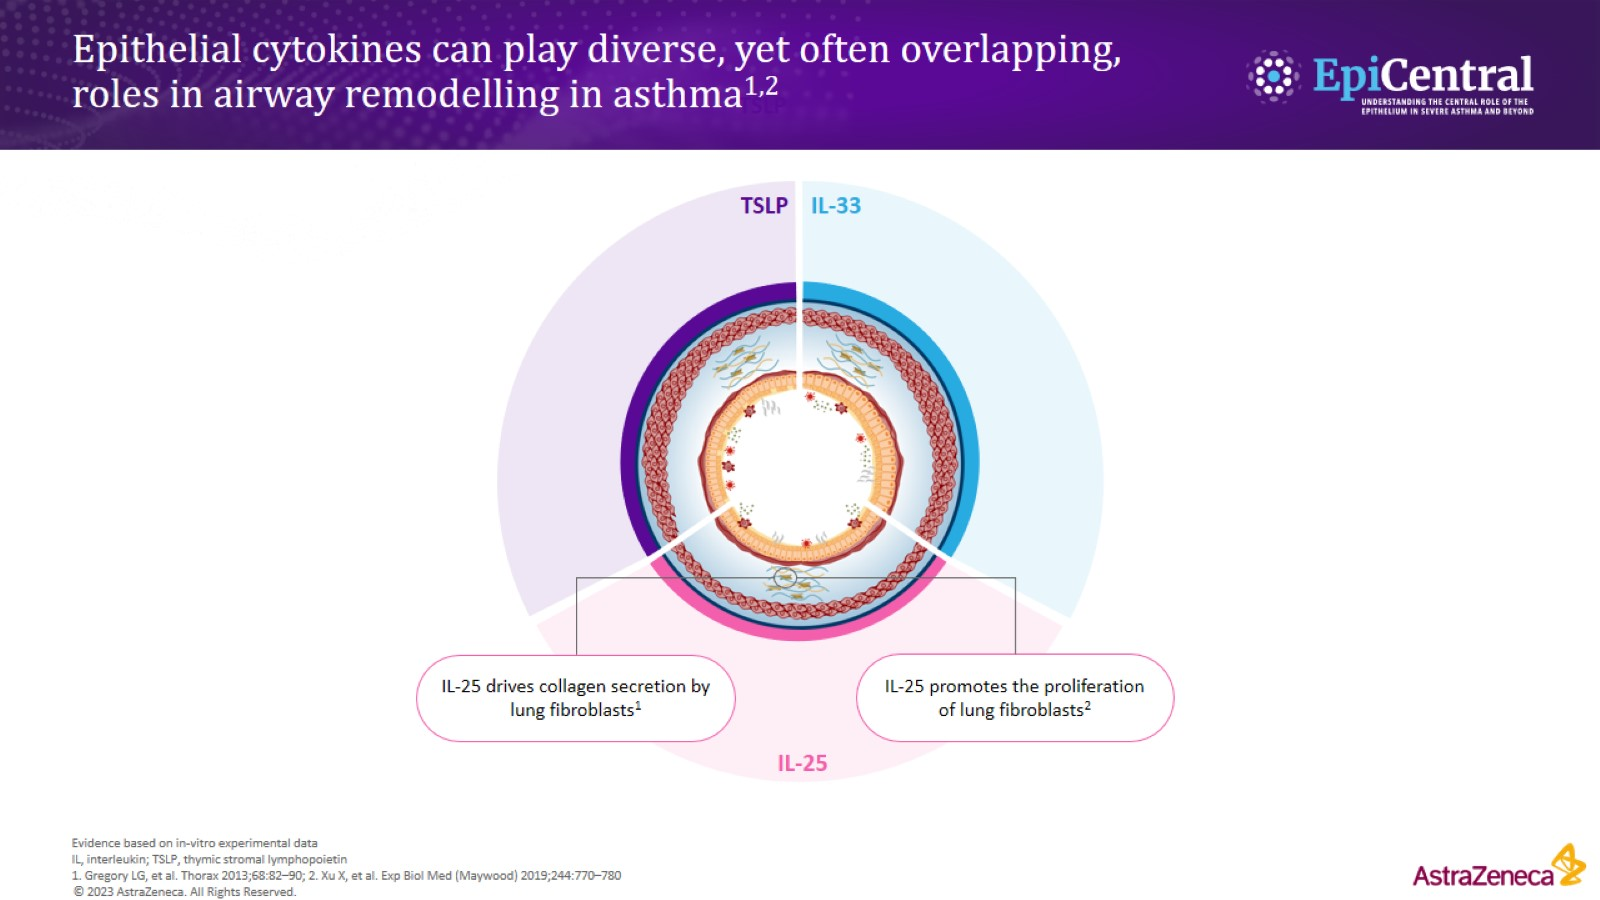 Epithelial cytokines can play diverse, yet often overlapping,
roles in airway remodelling in asthma1,2
EpiCentral
UNDERSTANDING THE CENTRAL ROLE OF THE
EPITHELIUM IN SEVERE ASTHMA AND BEYOND
TSLP
IL-33
IL-25 drives collagen secretion by
lung fibroblasts1
IL-25 promotes the proliferation
of lung fibroblasts2
IL-25
Evidence based on in-vitro experimental data
IL, interleukin; TSLP, thymic stromal lymphopoietin
1. Gregory LG, et al. Thorax 2013;68:82–90; 2. Xu X, et al. Exp Biol Med (Maywood) 2019;244:770–780
© 2023 AstraZeneca. All Rights Reserved.
AstraZeneca